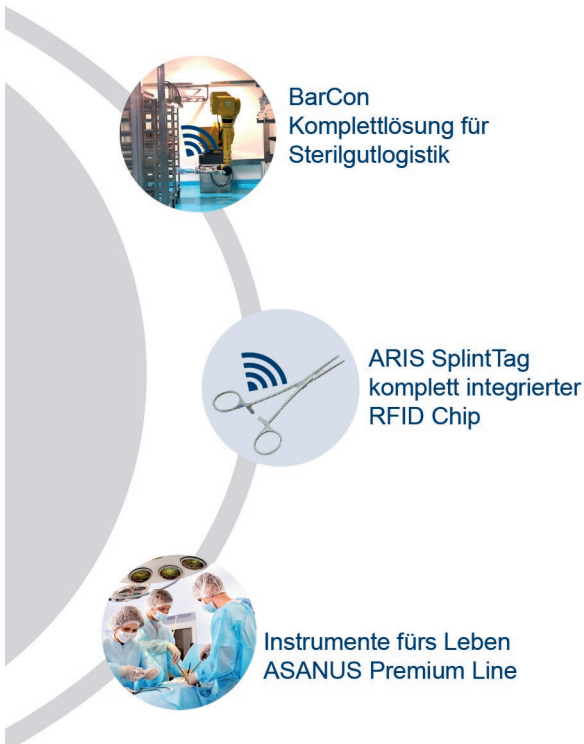 BarCon
Komplettlösung für
Sterilgutlogistik
ARIS SplintTag
komplett integrierter
RFID Chip
Instrumente fürs Leben
ASANUS Premium Line